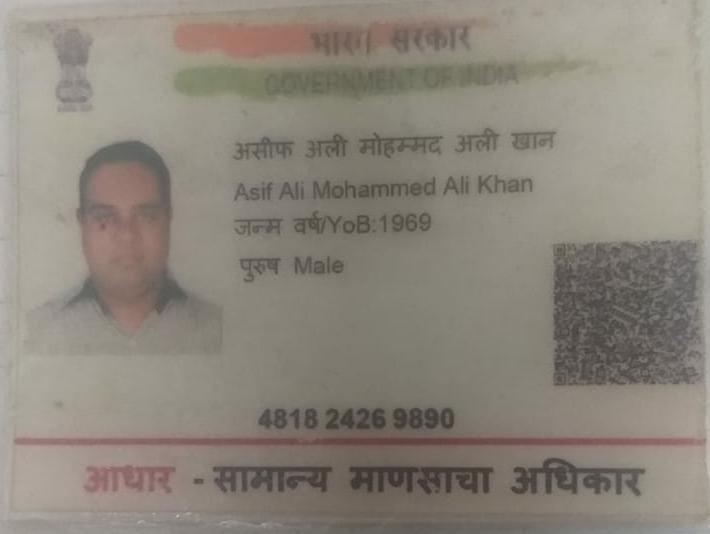 भारत सरकार
GOVERNMENT OF INDIA
असीफ अली मोहम्मद अली खान
Asif Ali Mohammed Ali Khan
जन्म वर्ष/YoB:1969
पुरुष Male
4818 2426 9890
आधार - सामान्य माणसाचा अधिकार